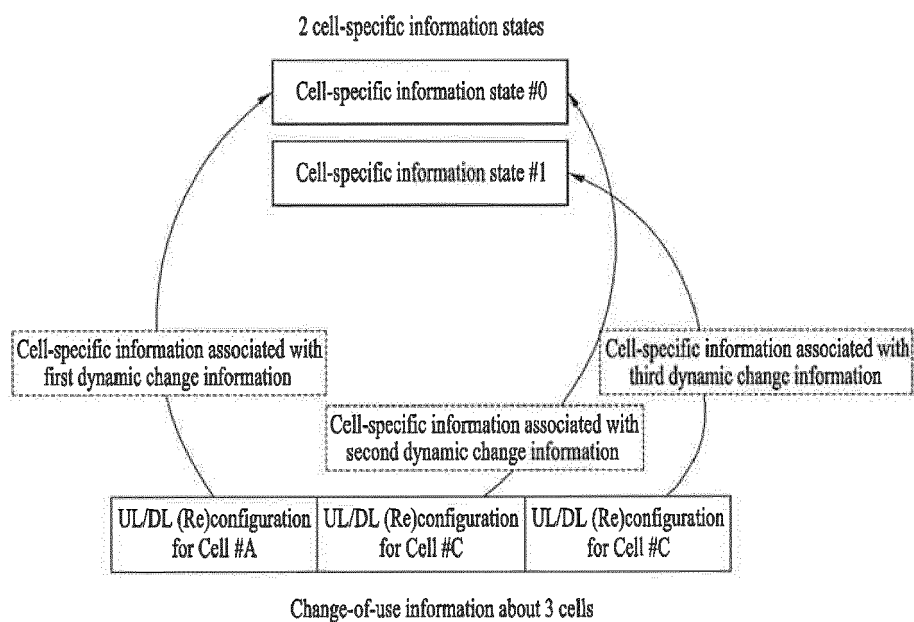 2 cell-specific information states
Cell-specific information state #0
Cell-specific information state #1
Cell-specific information associated with
first dynamic change information
Cell-specific information associated with
third dynamic change information
Cell-specific information associated with
second dynamic change information
UL/DL (Re)configuration
for Cell #A
UL/DL (Re)configuration
for Cell #C
UL/DL (Re)configuration
for Cell #C
Change-of-use information about 3 cells